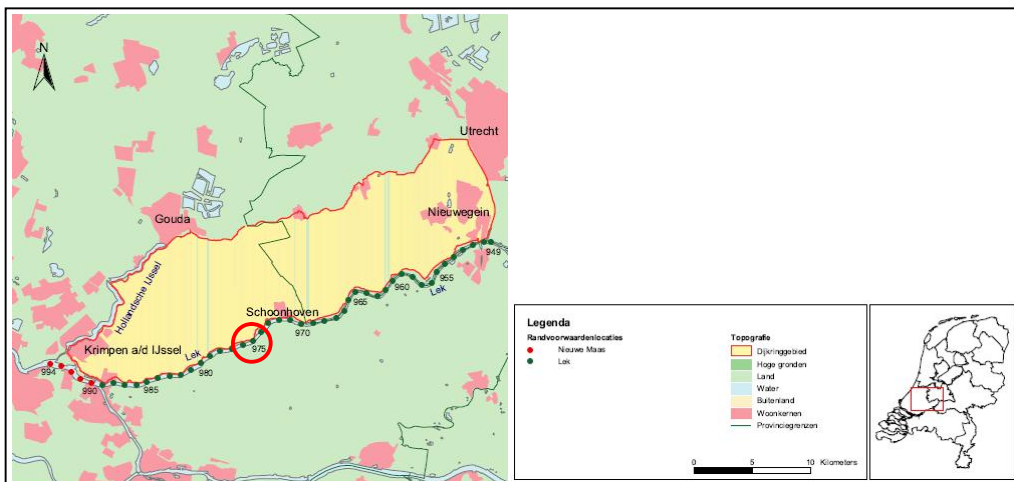 N
Utrecht
Gouda
Nieuwegein
949
Hollandsche IJssel
955
Lek
960
965
Schoonhoven
970
975
Krimpen a/d IJssel
Lek
980
994
990
985
Legenda
Randvoorwaardenlocaties
Nieuwe Maas
Lek
Topografie
Dijkringgebied
Hoge gronden
Land
Water
Buitenland
Woonkernen
Provinciegrenzen
0 5 10 Kilometers